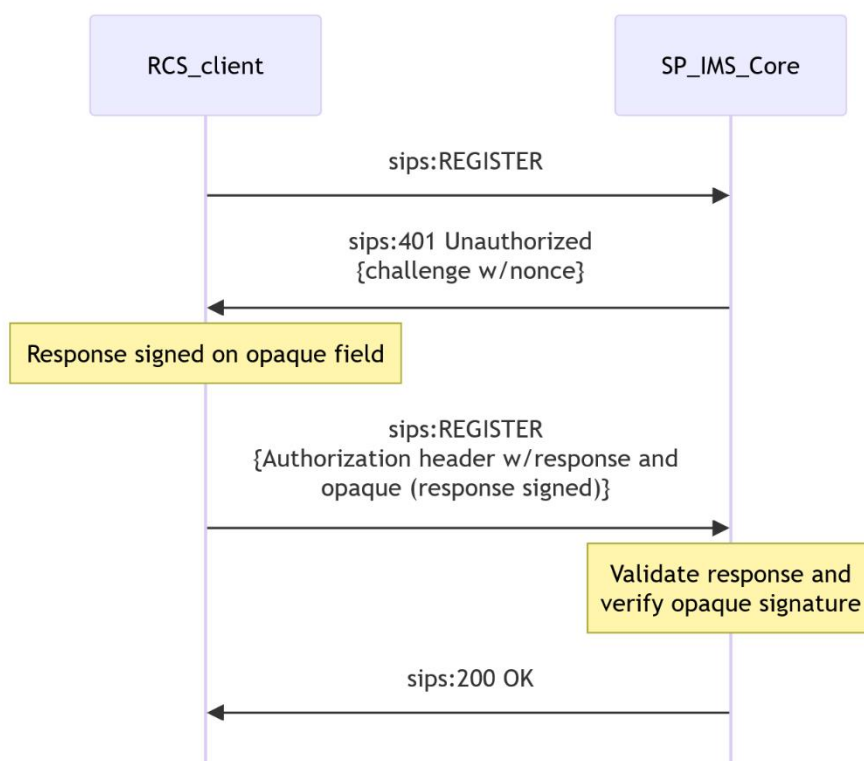 RCS_client
SP_IMS_Core
sips:REGISTER
sips:401 Unauthorized
{challenge w/nonce}
Response signed on opaque field
sips:REGISTER
{Authorization header w/response and
opaque (response signed)}
Validate response and
verify opaque signature
sips:200 OK